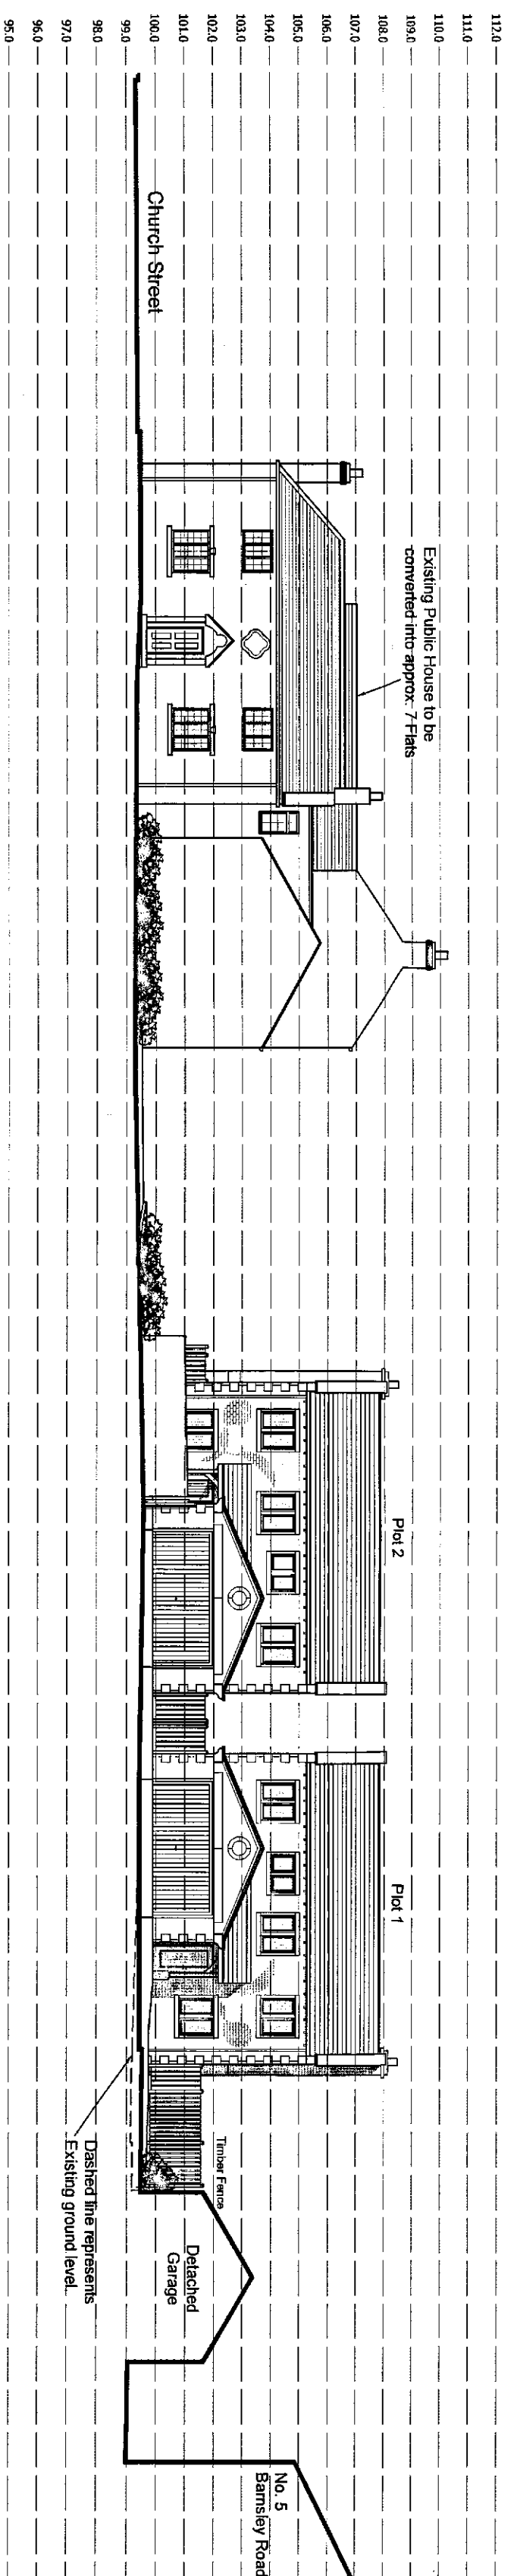 112.0
111.0
110.0
109.0
108.0
107.0
106.0
105.0
104.0
103.0
102.0
101.0
100.0
99.0
98.0
97.0
96.0
95.0
Church Street
Existing Public House to be
converted into approx. 7 Flats
Plot 2
Plot 1
Timber Fence
Dashed line represents
Existing ground level.
Detached
Garage
No. 5
Barnsley Road